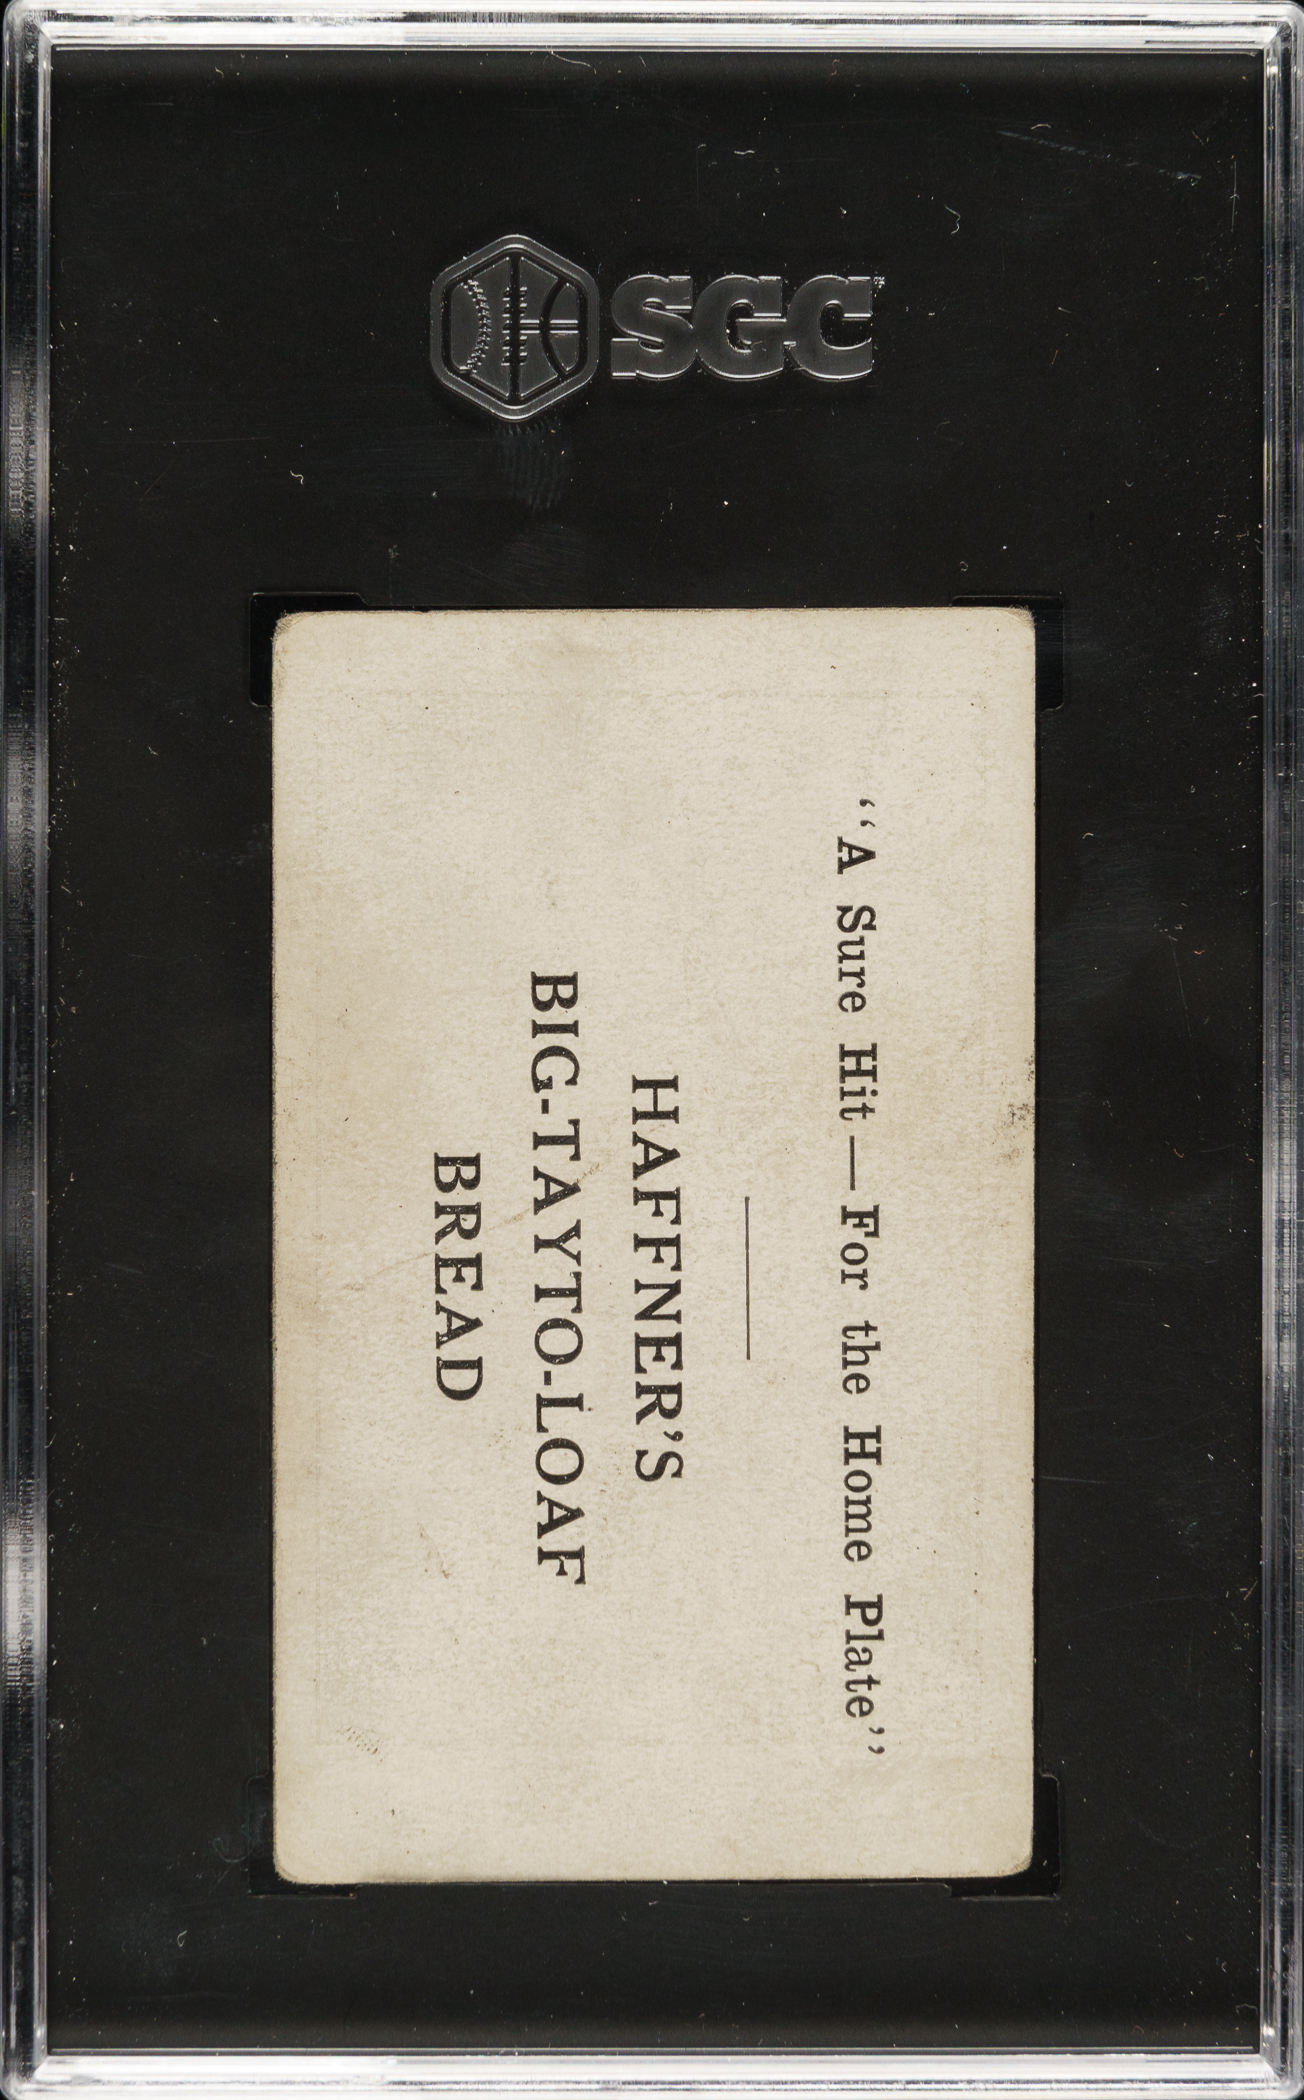 SGC
“A Sure Hit—For the Home Plate”
HAFFNER’S
BIG-TAYTO-LOAF
BREAD